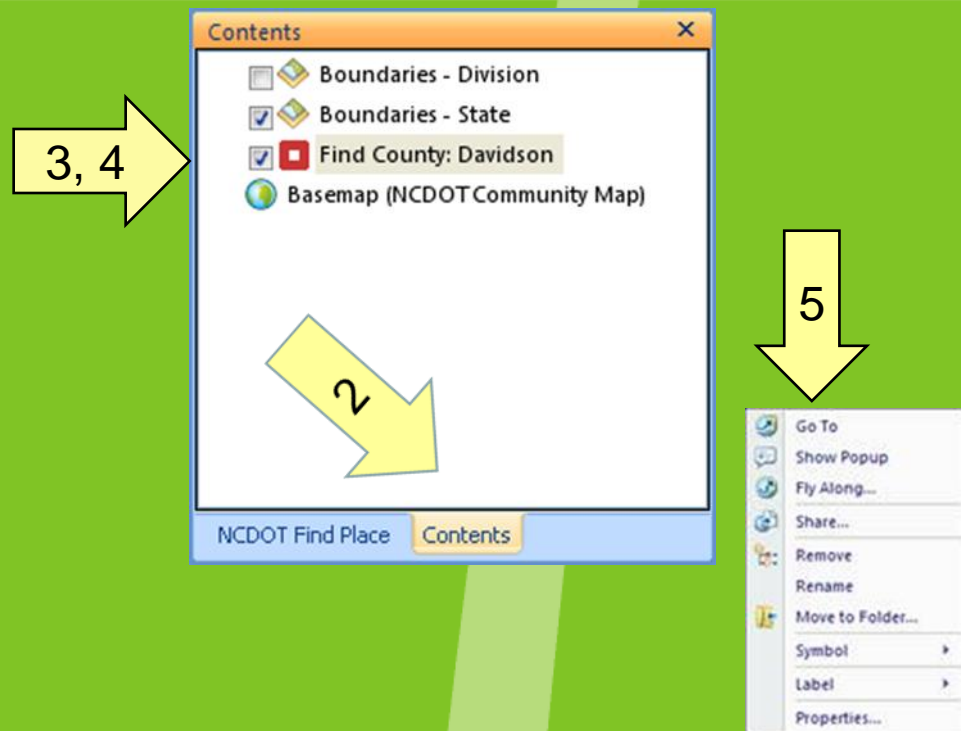 Contents
Boundaries - Division
Boundaries - State
3, 4
Find County: Davidson
Basemap (NCDOT Community Map)
2
NCDOT Find Place
Contents
5
Go To
Show Popup
Fly Along...
Share...
Remove
Rename
Move to Folder...
Symbol
Label
Properties...